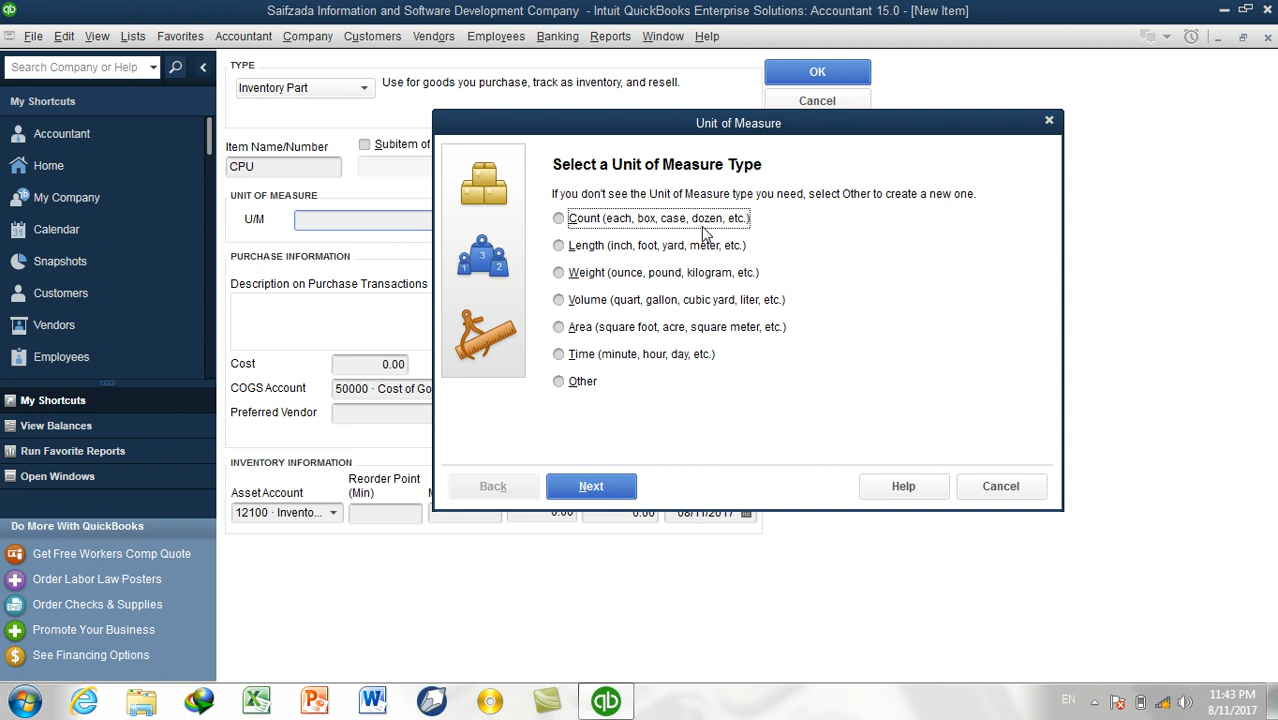 Saifzada Information and Software Development Company - Intuit QuickBooks Enterprise Solutions: Accountant 15.0 - [New Item]
File Edit View Lists Favorites Accountant Company Customers Vendors Employees Banking Reports Window Help
Search Company or Help
My Shortcuts
Accountant
Home
My Company
Calendar
Snapshots
Customers
Vendors
Employees
My Shortcuts
View Balances
Run Favorite Reports
Open Windows
Do More With QuickBooks
Get Free Workers Comp Quote
Order Labor Law Posters
Order Checks & Supplies
Promote Your Business
See Financing Options
TYPE
Inventory Part
Use for goods you purchase, track as inventory, and resell.
OK
Cancel
Item Name/Number
Subitem of
CPU
UNIT OF MEASURE
U/M
PURCHASE INFORMATION
Description on Purchase Transactions
Cost 0.00
COGS Account 50000 · Cost of Go
Preferred Vendor
INVENTORY INFORMATION
Asset Account
Reorder Point
(Min)
12100 · Invento...
0.00
0.00
08/11/2017
Unit of Measure
Select a Unit of Measure Type
If you don't see the Unit of Measure type you need, select Other to create a new one.
Count (each, box, case, dozen, etc.)
Length (inch, foot, yard, meter, etc.)
Weight (ounce, pound, kilogram, etc.)
Volume (quart, gallon, cubic yard, liter, etc.)
Area (square foot, acre, square meter, etc.)
Time (minute, hour, day, etc.)
Other
1 3 2
Back
Next
Help
Cancel
EN
11:43 PM
8/11/2017